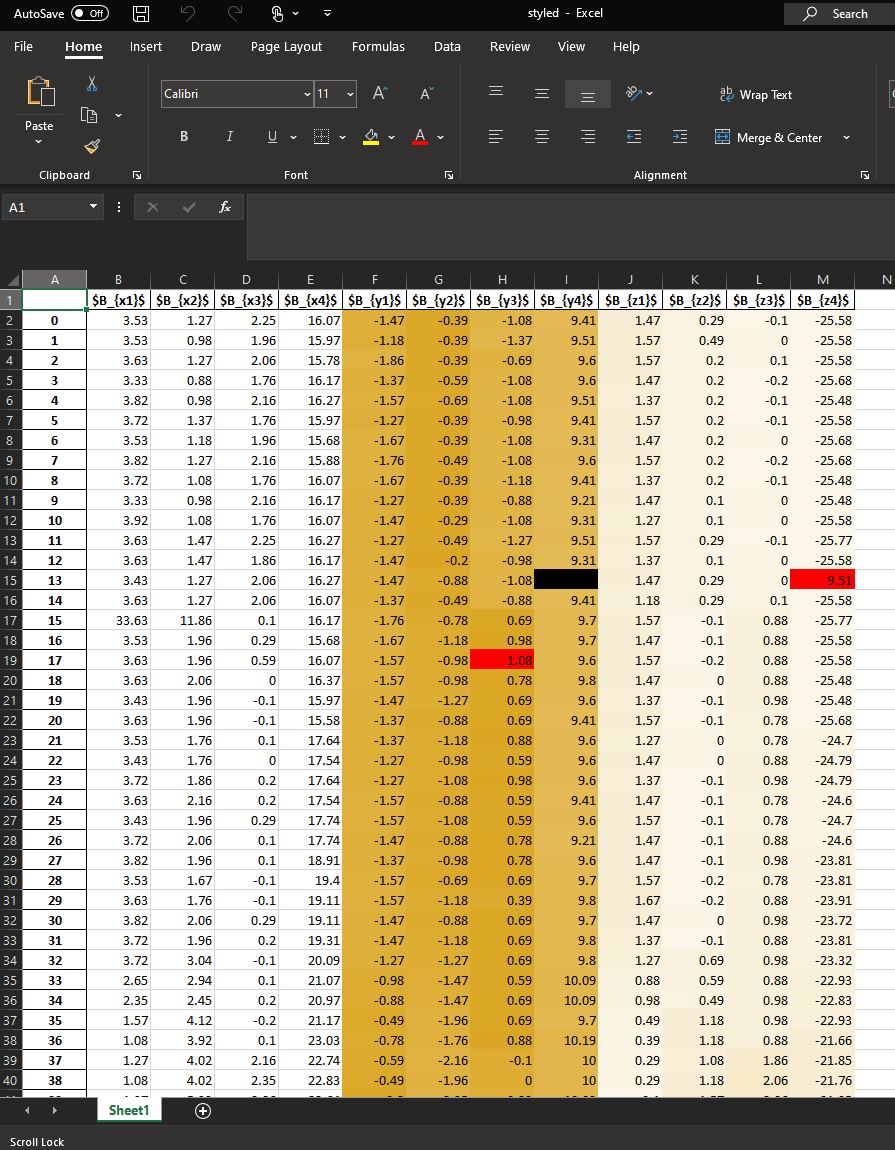 AutoSave Off styled - Excel Search
File Home Insert Draw Page Layout Formulas Data Review View Help
Paste Calibri 11 A A Wrap Text
B I U A Merge & Center
Clipboard Font Alignment
A1 fx
A B C D E F G H I J K L M N
1 $B_{x1}$ $B_{x2}$ $B_{x3}$ $B_{x4}$ $B_{y1}$ $B_{y2}$ $B_{y3}$ $B_{y4}$ $B_{z1}$ $B_{z2}$ $B_{z3}$ $B_{z4}$
2 0 3.53 1.27 2.25 16.07 -1.47 -0.39 -1.08 9.41 1.47 0.29 -0.1 -25.58
3 1 3.53 0.98 1.96 15.97 -1.18 -0.39 -1.37 9.51 1.57 0.49 0 -25.58
4 2 3.63 1.27 2.06 15.78 -1.86 -0.39 -0.69 9.6 1.57 0.2 0.1 -25.58
5 3 3.33 0.88 1.76 16.17 -1.37 -0.59 -1.08 9.6 1.47 0.2 -0.2 -25.68
6 4 3.82 0.98 2.16 16.27 -1.57 -0.69 -1.08 9.51 1.37 0.2 -0.1 -25.48
7 5 3.72 1.37 1.76 15.97 -1.27 -0.39 -0.98 9.41 1.57 0.2 -0.1 -25.58
8 6 3.53 1.18 1.96 15.68 -1.67 -0.39 -1.08 9.31 1.47 0.2 0 -25.68
9 7 3.82 1.27 2.16 15.88 -1.76 -0.49 -1.08 9.6 1.57 0.2 -0.2 -25.68
10 8 3.72 1.08 1.76 16.07 -1.67 -0.39 -1.18 9.41 1.37 0.2 -0.1 -25.48
11 9 3.33 0.98 2.16 16.17 -1.27 -0.39 -0.88 9.21 1.47 0.1 0 -25.48
12 10 3.92 1.08 1.76 16.07 -1.47 -0.29 -1.08 9.31 1.27 0.1 0 -25.58
13 11 3.63 1.47 2.25 16.27 -1.27 -0.49 -1.27 9.51 1.57 0.29 -0.1 -25.77
14 12 3.63 1.47 1.86 16.17 -1.47 -0.2 -0.98 9.31 1.37 0.1 0 -25.58
15 13 3.43 1.27 2.06 16.27 -1.47 -0.88 -1.08 1.47 0.29 0 9.51
16 14 3.63 1.27 2.06 16.07 -1.37 -0.49 -0.88 9.41 1.18 0.29 0.1 -25.58
17 15 33.63 11.86 0.1 16.17 -1.76 -0.78 0.69 9.7 1.57 -0.1 0.88 -25.77
18 16 3.53 1.96 0.29 15.68 -1.67 -1.18 0.98 9.7 1.47 -0.1 0.88 -25.58
19 17 3.63 1.96 0.59 16.07 -1.57 -0.98 1.08 9.6 1.57 -0.2 0.88 -25.58
20 18 3.63 2.06 0 16.37 -1.57 -0.98 0.78 9.8 1.47 0 0.88 -25.48
21 19 3.43 1.96 -0.1 15.97 -1.47 -1.27 0.69 9.6 1.37 -0.1 0.98 -25.48
22 20 3.63 1.96 -0.1 15.58 -1.37 -0.88 0.69 9.41 1.57 -0.1 0.78 -25.68
23 21 3.53 1.76 0.1 17.64 -1.37 -1.18 0.88 9.6 1.27 0 0.78 -24.7
24 22 3.43 1.76 0 17.54 -1.27 -0.98 0.59 9.6 1.47 0 0.88 -24.79
25 23 3.72 1.86 0.2 17.64 -1.27 -1.08 0.98 9.6 1.37 -0.1 0.98 -24.79
26 24 3.63 2.16 0.2 17.54 -1.57 -0.88 0.59 9.41 1.47 -0.1 0.78 -24.6
27 25 3.43 1.96 0.29 17.74 -1.57 -1.08 0.59 9.6 1.57 -0.1 0.78 -24.7
28 26 3.72 2.06 0.1 17.74 -1.47 -0.88 0.78 9.21 1.47 -0.1 0.88 -24.6
29 27 3.82 1.96 0.1 18.91 -1.37 -0.98 0.78 9.6 1.47 -0.1 0.98 -23.81
30 28 3.53 1.67 -0.1 19.4 -1.57 -0.69 0.69 9.7 1.57 -0.2 0.78 -23.81
31 29 3.63 1.76 -0.1 19.11 -1.57 -1.18 0.39 9.8 1.67 -0.2 0.88 -23.91
32 30 3.82 2.06 0.29 19.11 -1.47 -0.88 0.69 9.7 1.47 0 0.98 -23.72
33 31 3.72 1.96 0.2 19.31 -1.47 -1.18 0.69 9.8 1.37 -0.1 0.88 -23.81
34 32 3.72 3.04 -0.1 20.09 -1.27 -1.27 0.69 9.8 1.27 0.69 0.98 -23.32
35 33 2.65 2.94 0.1 21.07 -0.98 -1.47 0.59 10.09 0.88 0.59 0.88 -22.93
36 34 2.35 2.45 0.2 20.97 -0.88 -1.47 0.69 10.09 0.98 0.49 0.98 -22.83
37 35 1.57 4.12 -0.2 21.17 -0.49 -1.96 0.69 9.7 0.49 1.18 0.98 -22.93
38 36 1.08 3.92 0.1 23.03 -0.78 -1.76 0.88 10.19 0.39 1.18 0.88 -21.66
39 37 1.27 4.02 2.16 22.74 -0.59 -2.16 -0.1 10 0.29 1.08 1.86 -21.85
40 38 1.08 4.02 2.35 22.83 -0.49 -1.96 0 10 0.29 1.18 2.06 -21.76
Sheet1
Scroll Lock